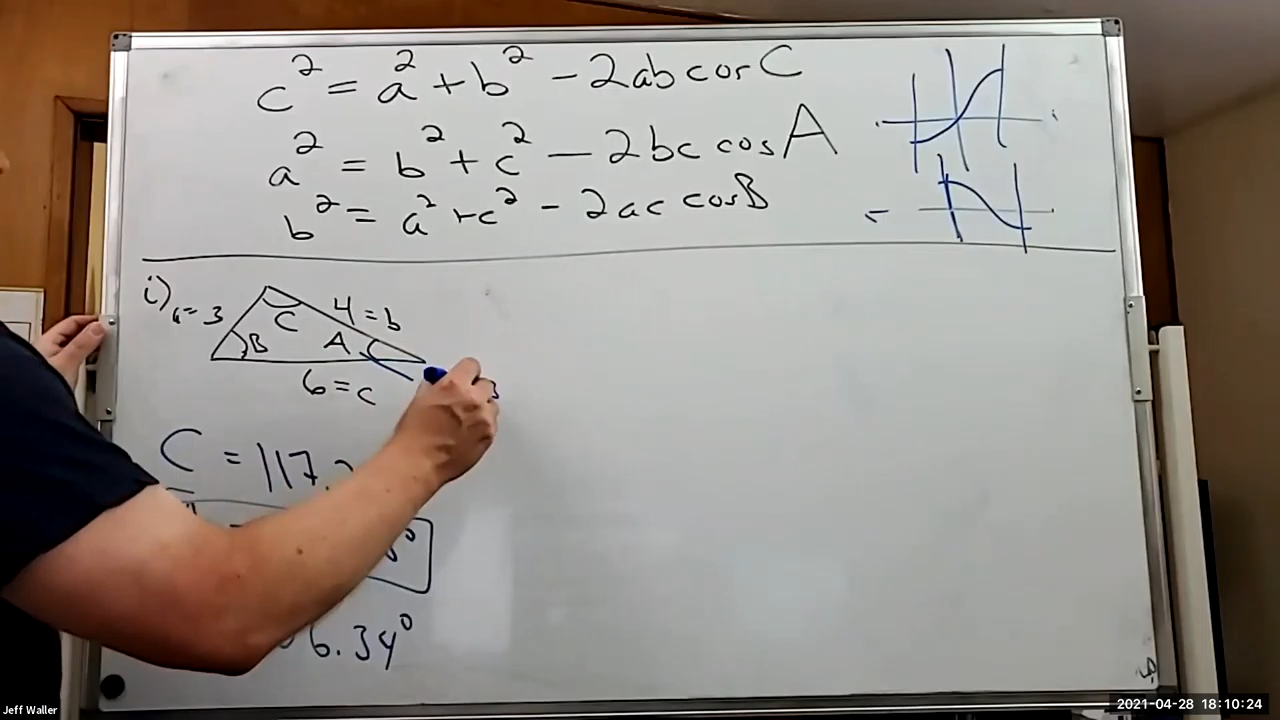 c² = a² + b² - 2ab cos C
a² = b² + c² - 2bc cos A
b² = a² + c² - 2ac cos B
i)
a = 3
4 = b
C
B
A
6 = c
C = 117.
6.34°
Jeff Waller
2021-04-28 18:10:24